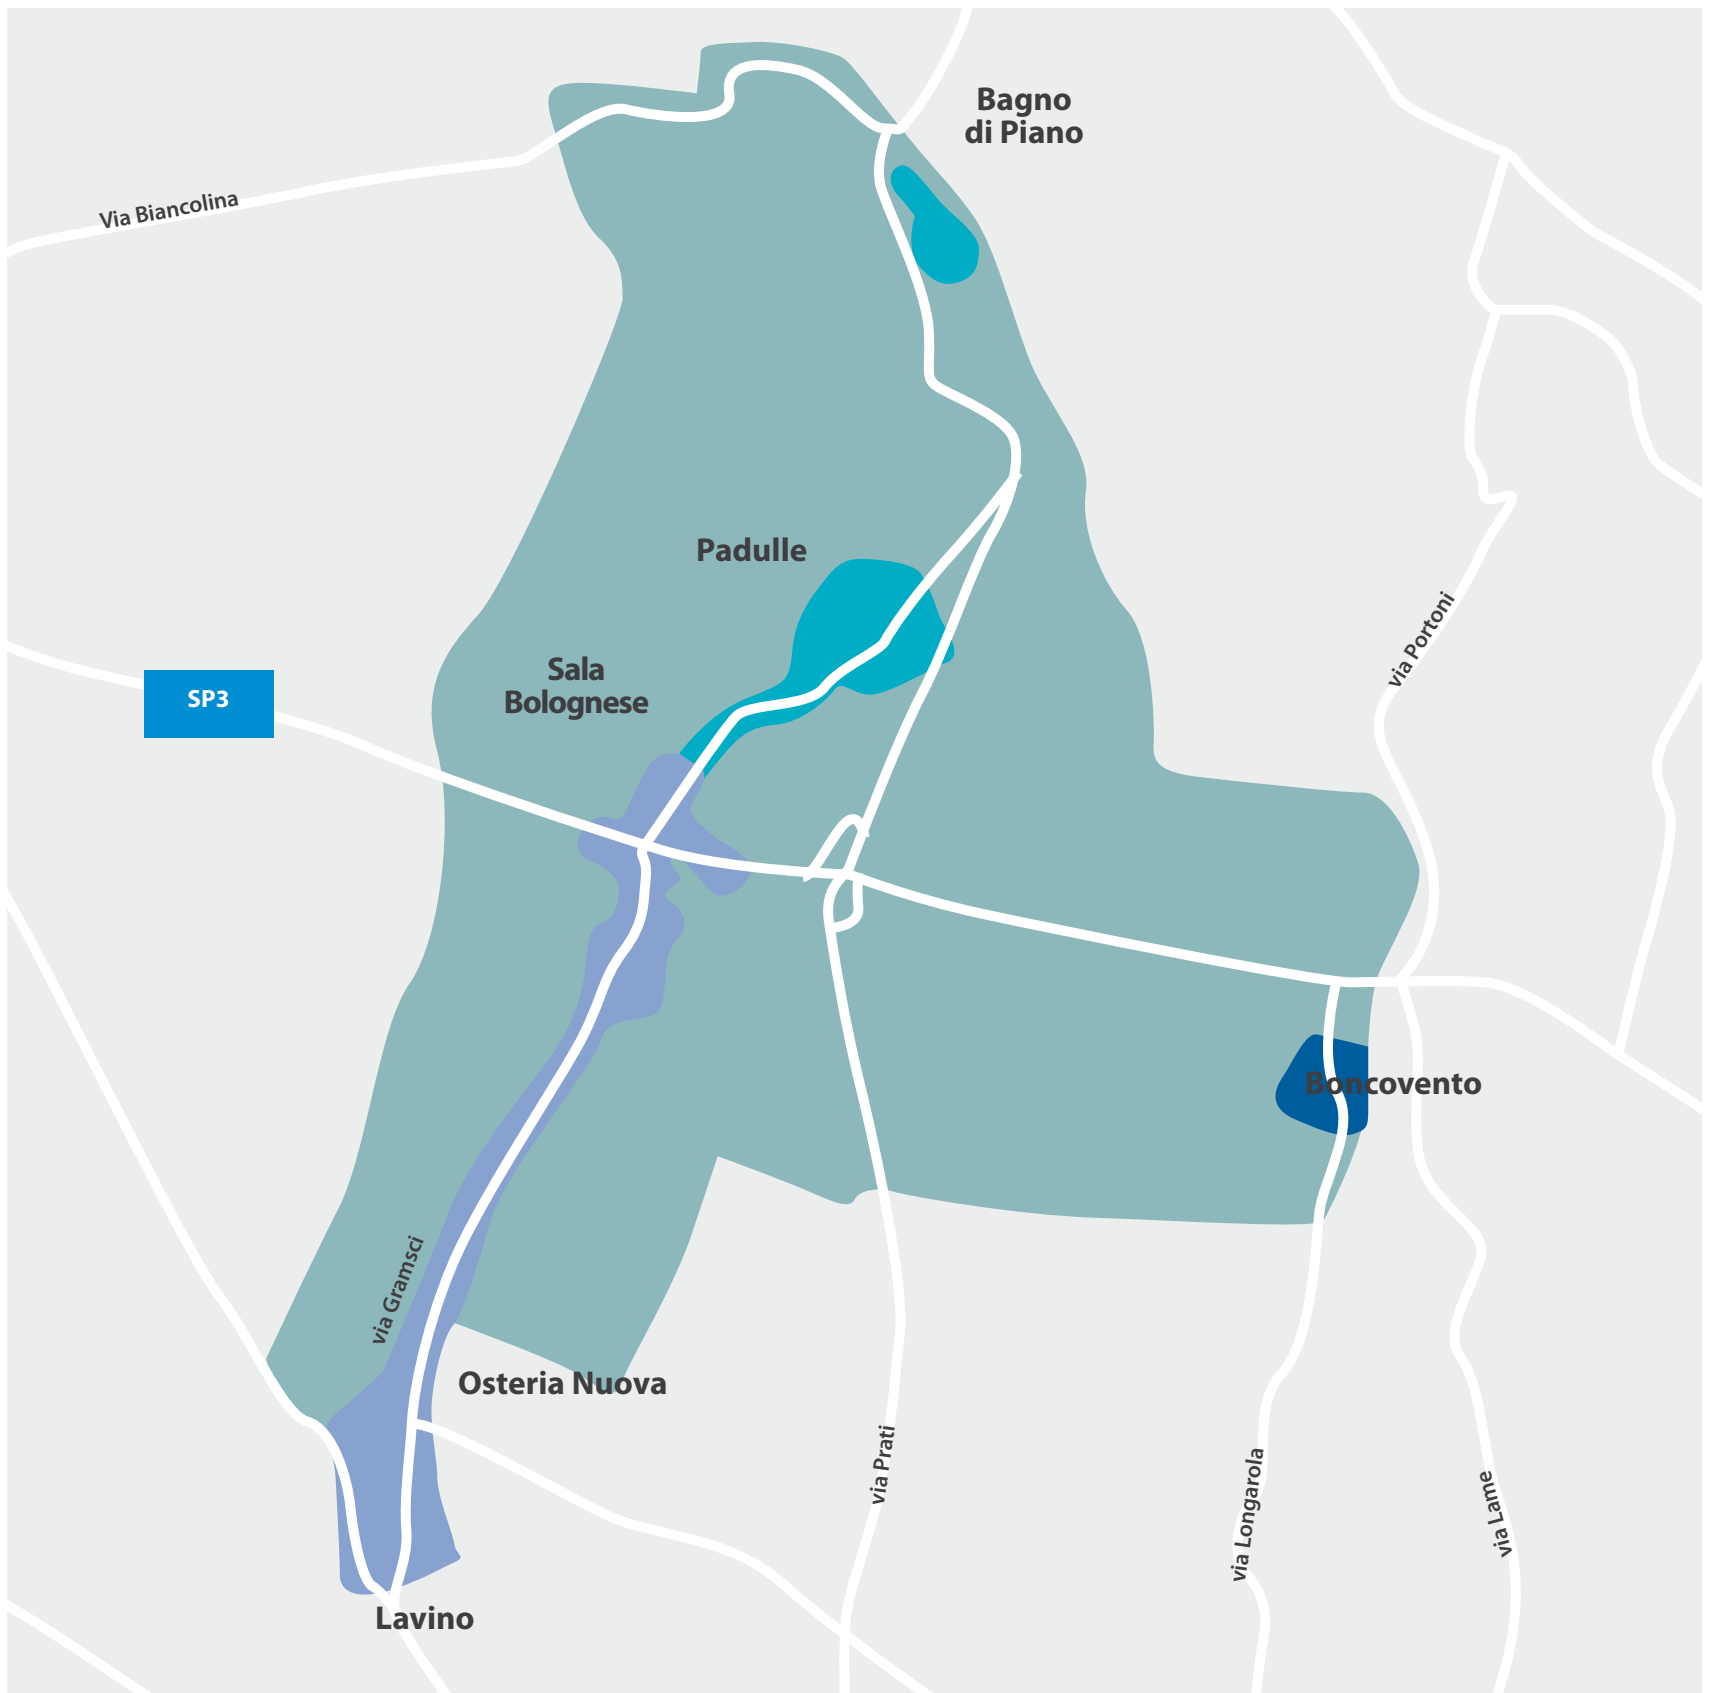 Bagno
di Piano
Via Biancolina
Padulle
via Portoni
Sala
Bolognese
SP3
Boncovento
via Gramsci
Osteria Nuova
via Prati
via Longarola
via Lame
Lavino